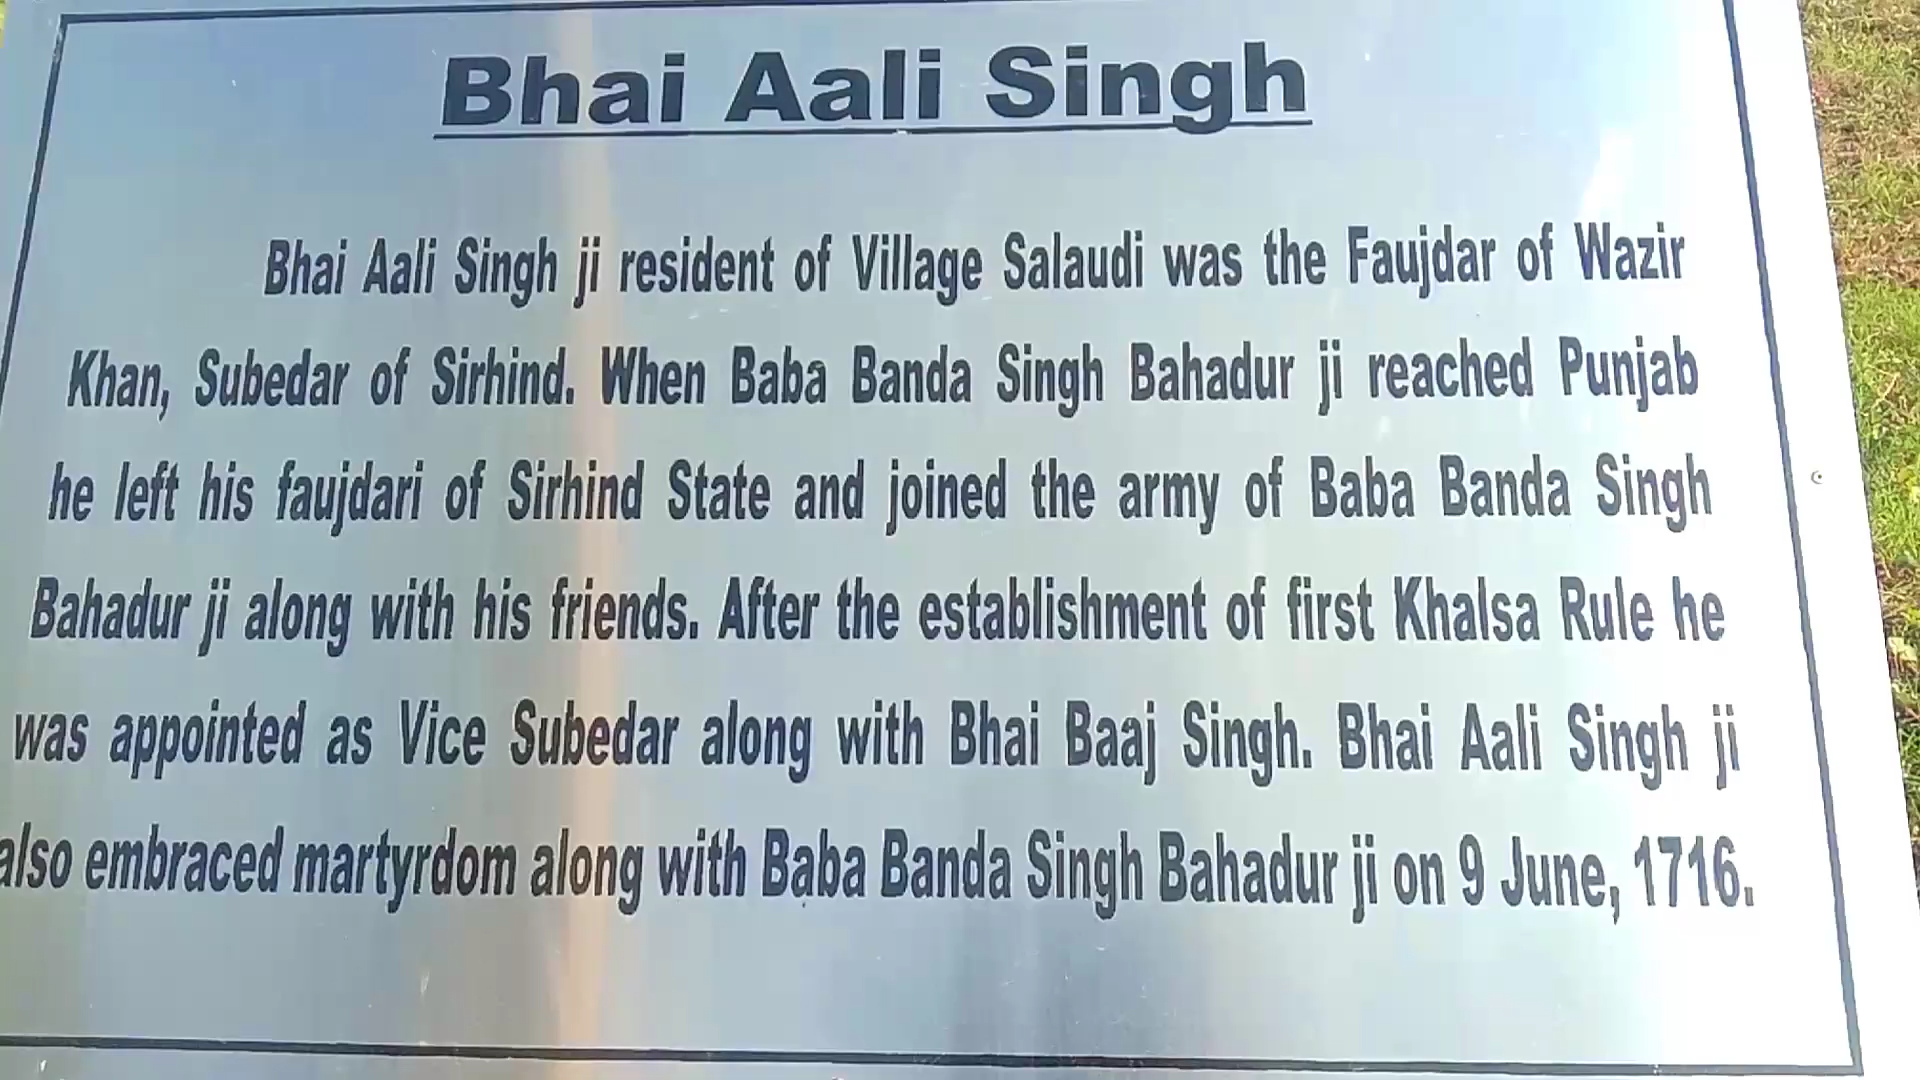 Bhai Aali Singh
Bhai Aali Singh ji resident of Village Salaudi was the Faujdar of Wazir
Khan, Subedar of Sirhind. When Baba Banda Singh Bahadur ji reached Punjab
he left his faujdari of Sirhind State and joined the army of Baba Banda Singh
Bahadur ji along with his friends. After the establishment of first Khalsa Rule he
was appointed as Vice Subedar along with Bhai Baaj Singh. Bhai Aali Singh ji
also embraced martyrdom along with Baba Banda Singh Bahadur ji on 9 June, 1716.